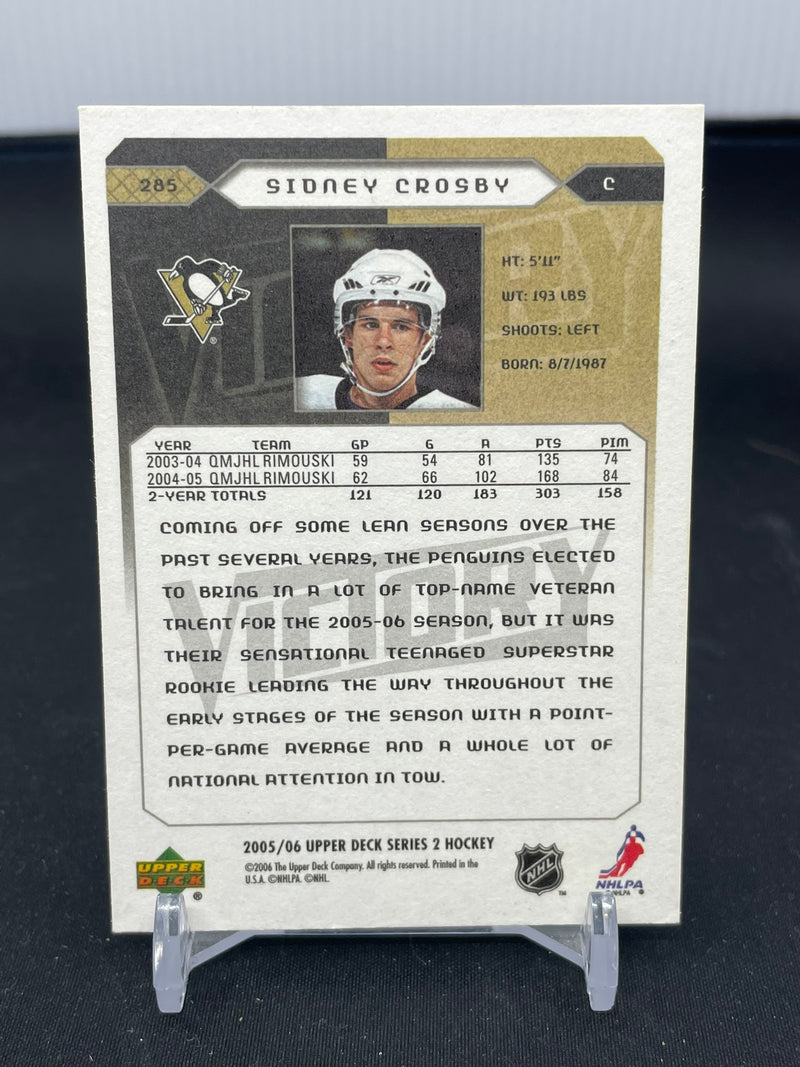 285 SIDNEY CROSBY C
HT: 5'11"
WT: 193 LBS
SHOOTS: LEFT
BORN: 8/7/1987
YEAR TEAM GP G A PTS PIM
2003-04 QMJHL RIMOUSKI 59 54 81 135 74
2004-05 QMJHL RIMOUSKI 62 66 102 168 84
2-YEAR TOTALS 121 120 183 303 158
VICTORY
COMING OFF SOME LEAN SEASONS OVER THE
PAST SEVERAL YEARS, THE PENGUINS ELECTED
TO BRING IN A LOT OF TOP-NAME VETERAN
TALENT FOR THE 2005-06 SEASON, BUT IT WAS
THEIR SENSATIONAL TEENAGED SUPERSTAR
ROOKIE LEADING THE WAY THROUGHOUT THE
EARLY STAGES OF THE SEASON WITH A POINT-
PER-GAME AVERAGE AND A WHOLE LOT OF
NATIONAL ATTENTION IN TOW.
2005/06 UPPER DECK SERIES 2 HOCKEY
©2006 The Upper Deck Company. All rights reserved. Printed in the
U.S.A. ©NHLPA. ©NHL.
UPPER
DECK
®
NHL
™
NHLPA
©NHLPA